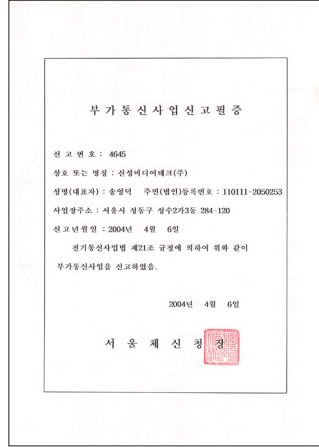 부가통신사업신고필증
신 고 번 호 : 4645
상호 또는 명칭 : 신성미디어테크(주)
성명(대표자) : 송영덕 주민(법인)등록번호 : 110111-2050253
사업장주소 : 서울시 성동구 성수2가3동 284-120
신고년월일 : 2004년 4월 6일
전기통신사업법 제21조 규정에 의하여 위와 같이
부가통신사업을 신고하였음.
2004년 4월 6일
서 울 체 신 청 장